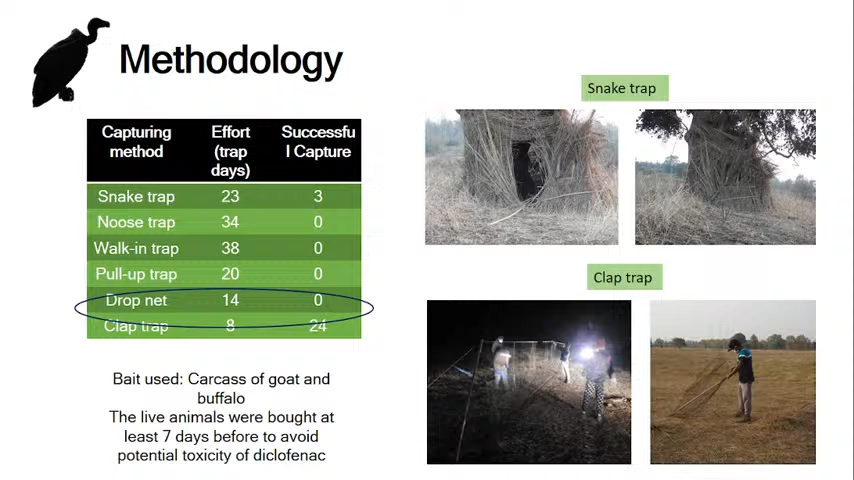 Methodology
Capturing method Effort (trap days) Successfu l Capture
Snake trap 23 3
Noose trap 34 0
Walk-in trap 38 0
Pull-up trap 20 0
Drop net 14 0
Clap trap 8 24
Bait used: Carcass of goat and
buffalo
The live animals were bought at
least 7 days before to avoid
potential toxicity of diclofenac
Snake trap
Clap trap